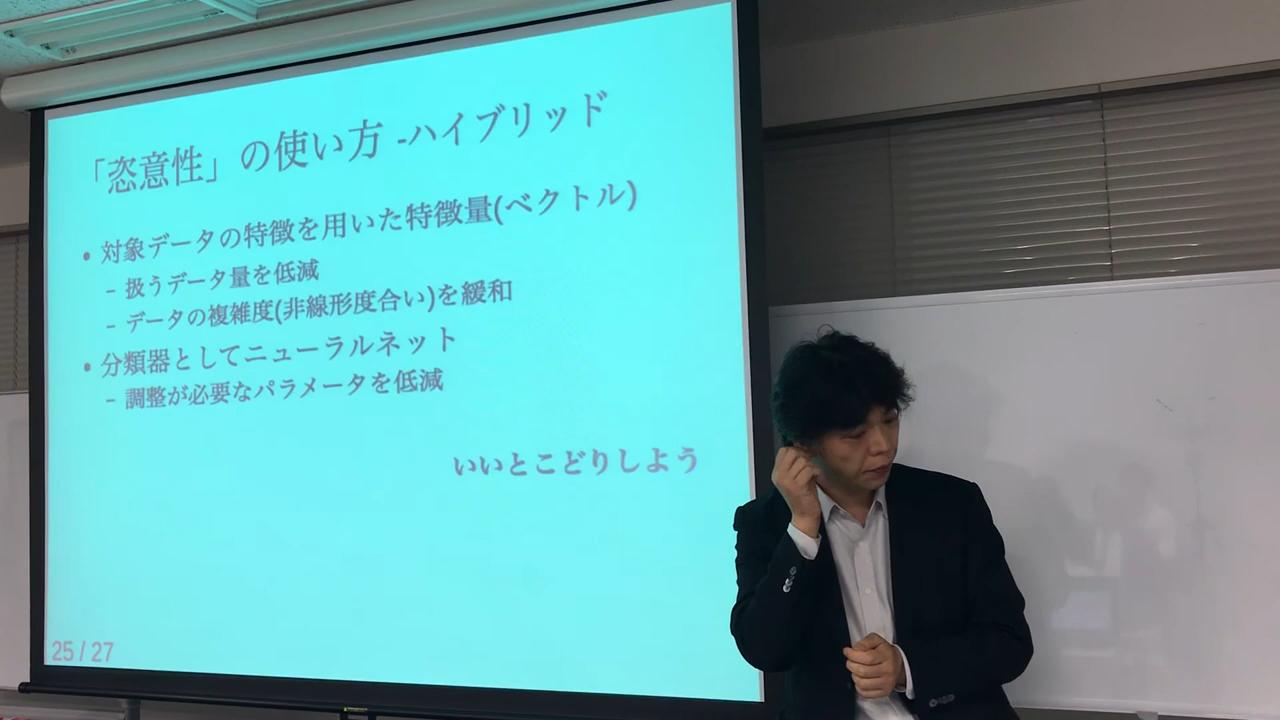 「恣意性」の使い方 -ハイブリッド
• 対象データの特徴を用いた特徴量(ベクトル)
– 扱うデータ量を低減
– データの複雑度(非線形度合い)を緩和
• 分類器としてニューラルネット
– 調整が必要なパラメータを低減
いいとこどりしよう
25 / 27